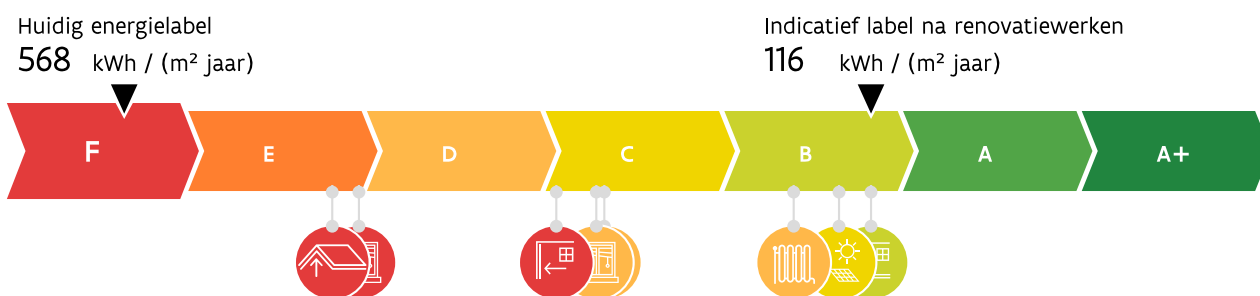 Huidig energielabel
568 kWh / (m² jaar)
Indicatief label na renovatiewerken
116 kWh / (m² jaar)
F E D C B A A+